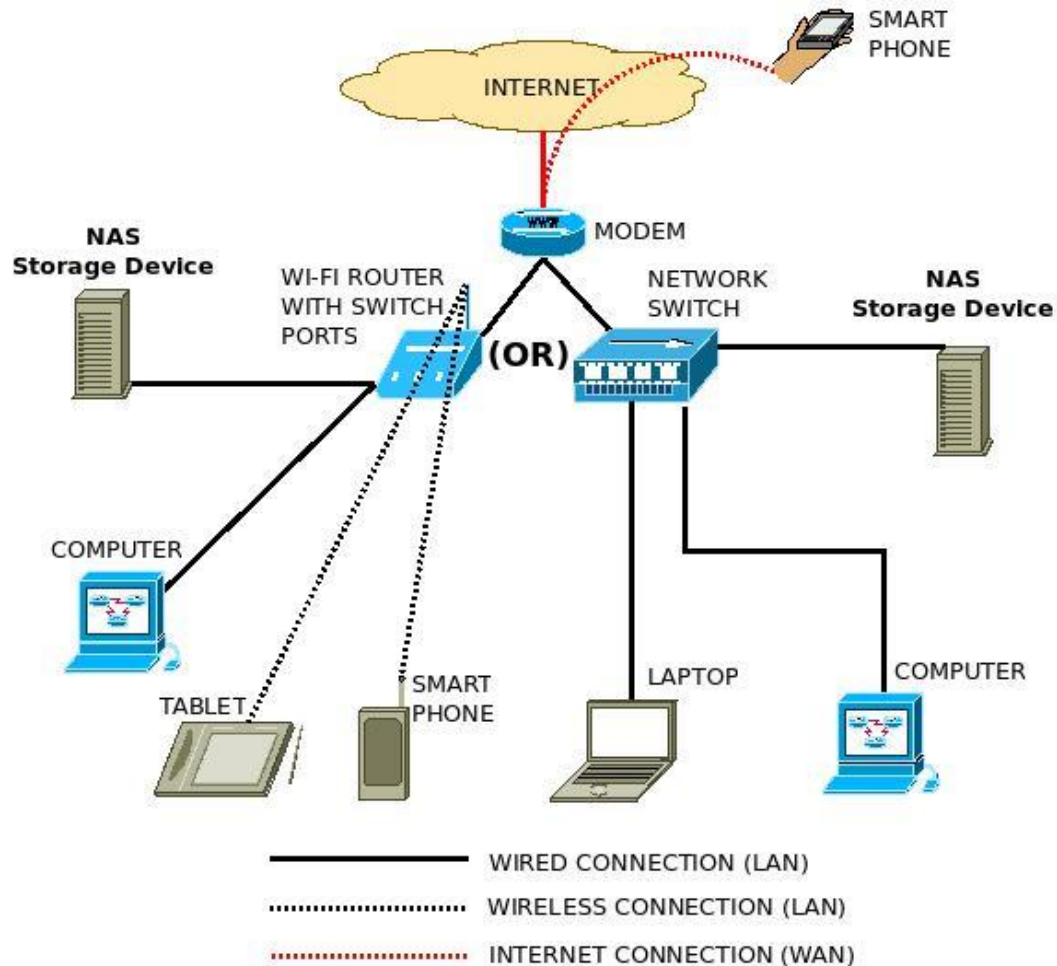 SMART
PHONE
INTERNET
WWW
MODEM
NAS
Storage Device
WI-FI ROUTER
WITH SWITCH
PORTS
NETWORK
SWITCH
NAS
Storage Device
(OR)
COMPUTER
TABLET
SMART
PHONE
LAPTOP
COMPUTER
WIRED CONNECTION (LAN)
WIRELESS CONNECTION (LAN)
INTERNET CONNECTION (WAN)